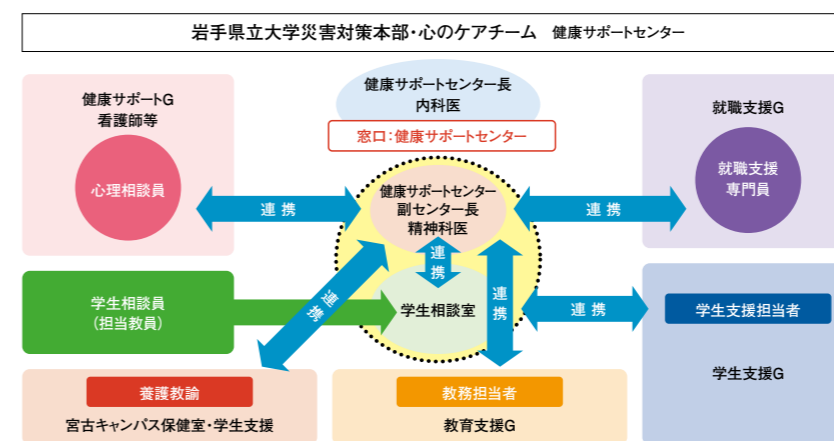 岩手県立大学災害対策本部・心のケアチーム 健康サポートセンター
健康サポートG
看護師等
心理相談員
健康サポートセンター長
内科医
窓口：健康サポートセンター
就職支援G
就職支援
専門員
連携
健康サポートセンター
副センター長
精神科医
連携
連携
学生相談員
（担当教員）
連携
学生相談室
連携
連携
学生支援担当者
学生支援G
養護教諭
宮古キャンパス保健室・学生支援
教務担当者
教育支援G